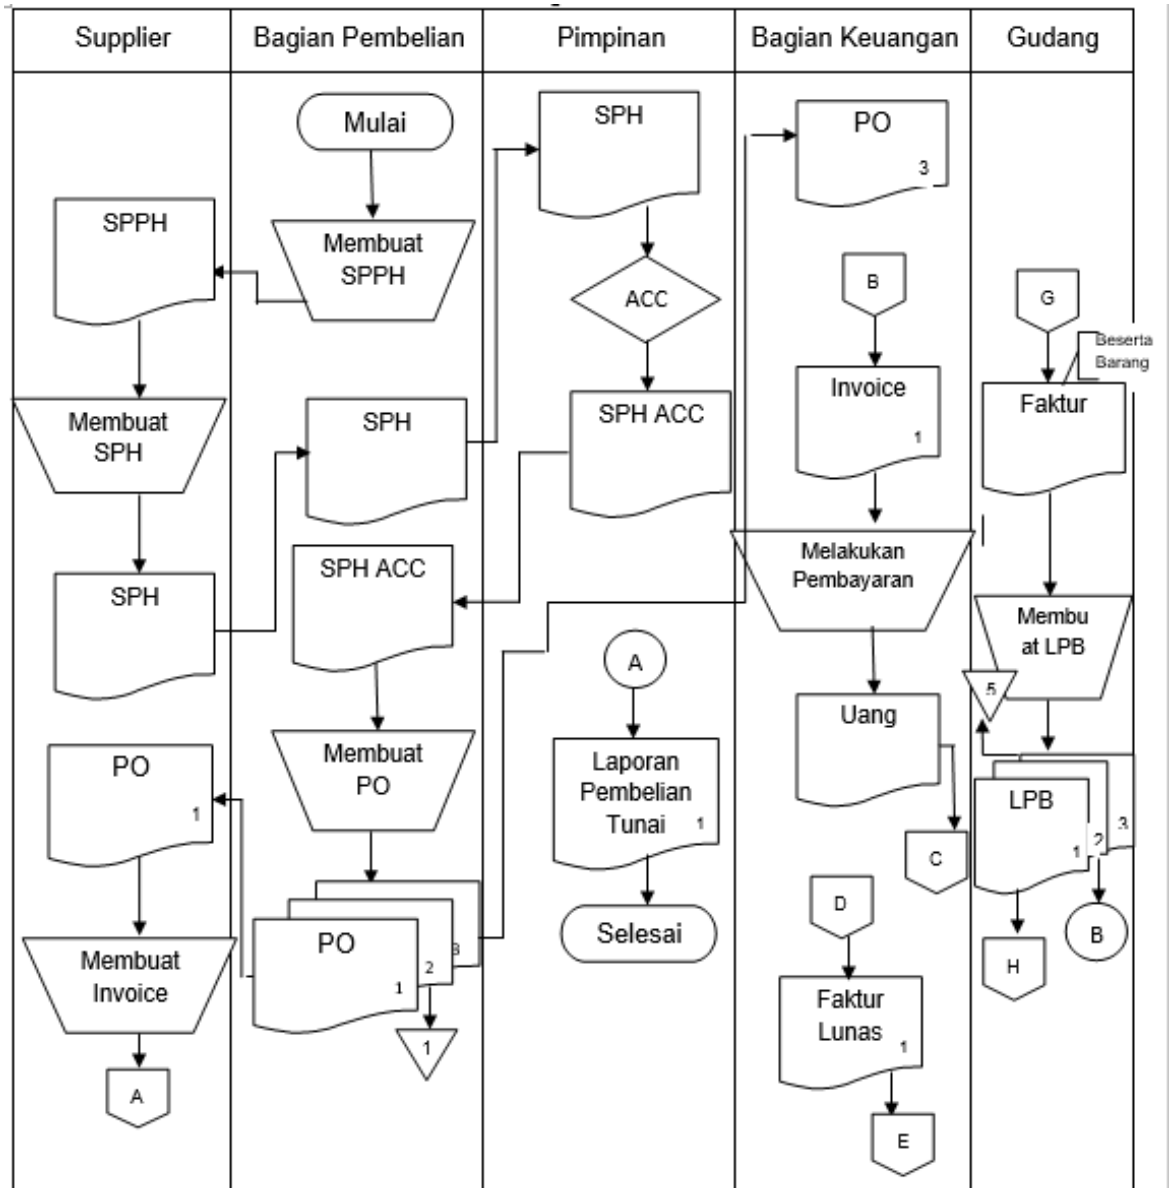 Supplier
Bagian Pembelian
Pimpinan
Bagian Keuangan
Gudang
SPPH
Membuat
SPH
SPH
PO
1
Membuat
Invoice
A
Mulai
Membuat
SPPH
SPH
SPH ACC
Membuat
PO
PO
1
2
3
1
SPH
ACC
SPH ACC
A
Laporan
Pembelian
Tunai 1
Selesai
PO
3
B
Invoice
1
Melakukan
Pembayaran
Uang
C
D
Faktur
Lunas 1
E
G
Beserta
Barang
Faktur
Membu
at LPB
5
LPB
1
2
3
H
B